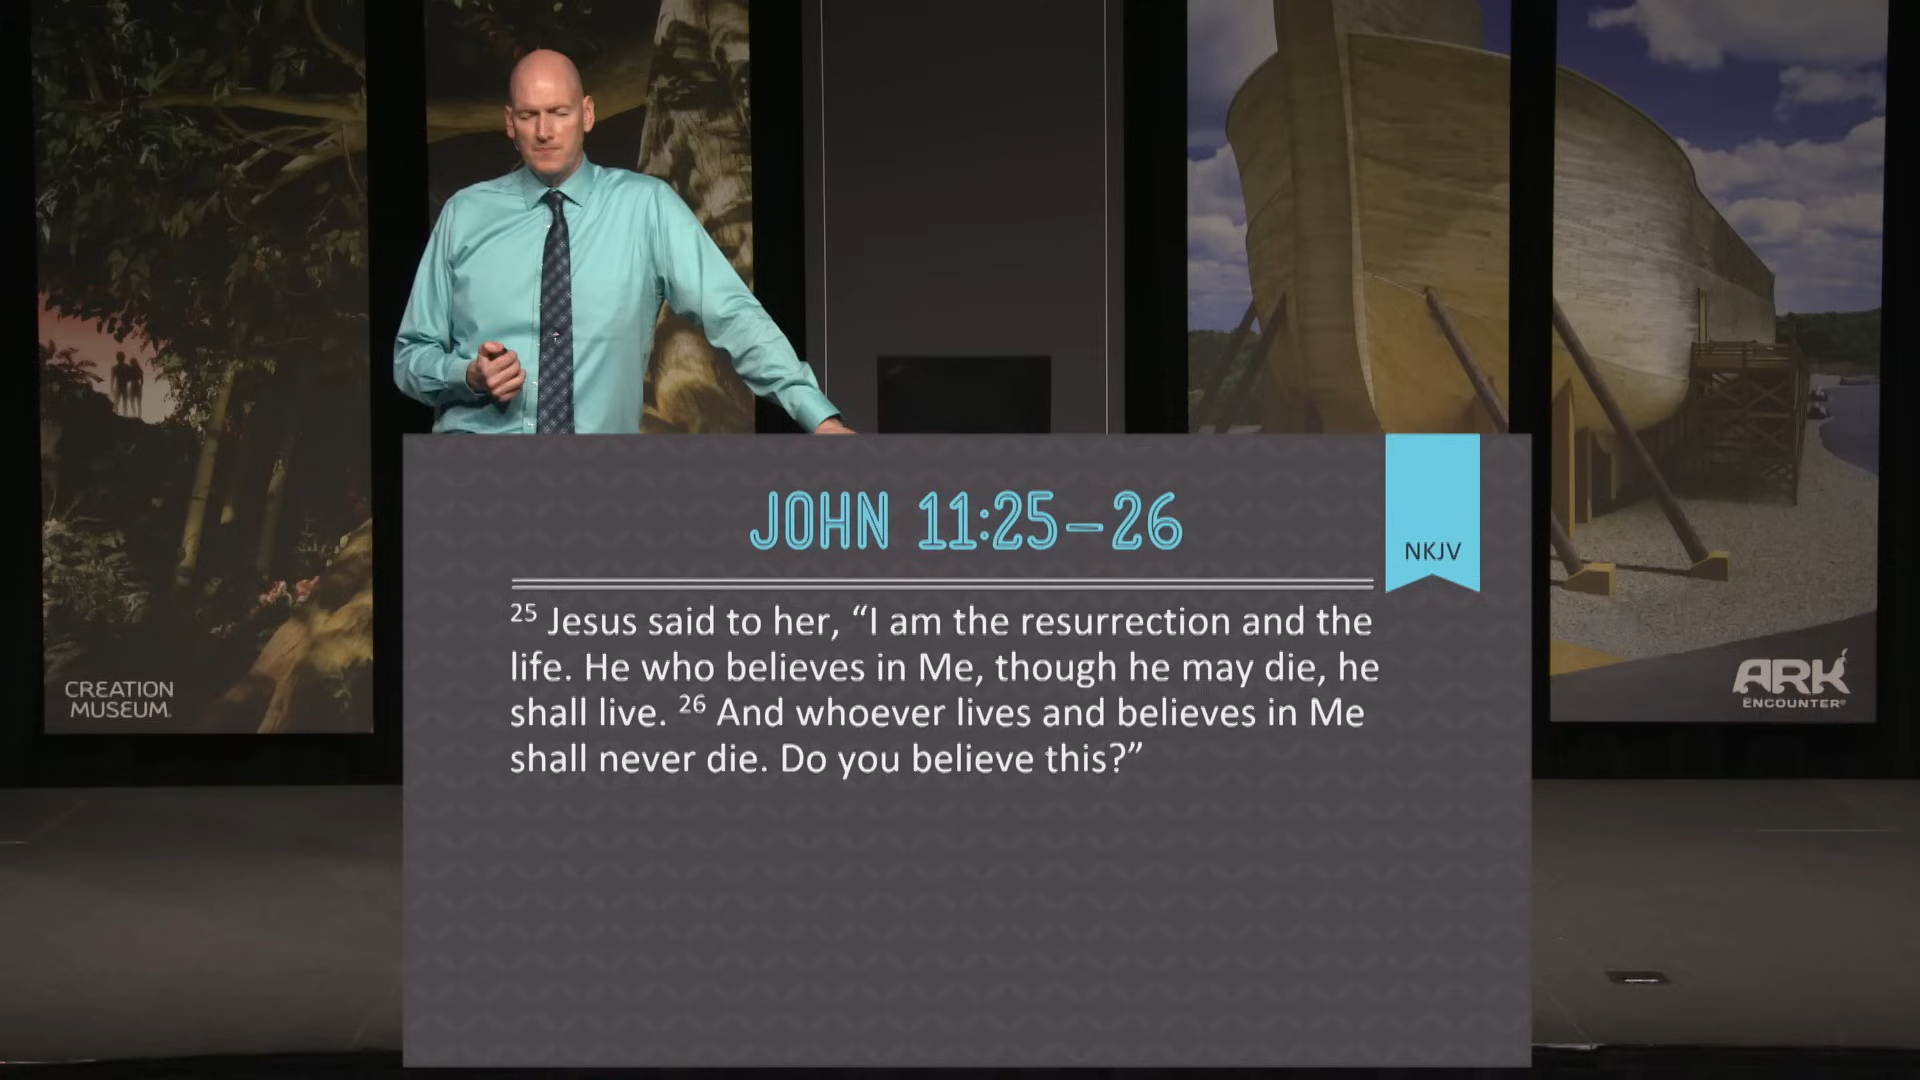 JOHN 11:25–26
NKJV
25 Jesus said to her, “I am the resurrection and the
life. He who believes in Me, though he may die, he
shall live. 26 And whoever lives and believes in Me
shall never die. Do you believe this?”
CREATION
MUSEUM
ARK
ENCOUNTER®